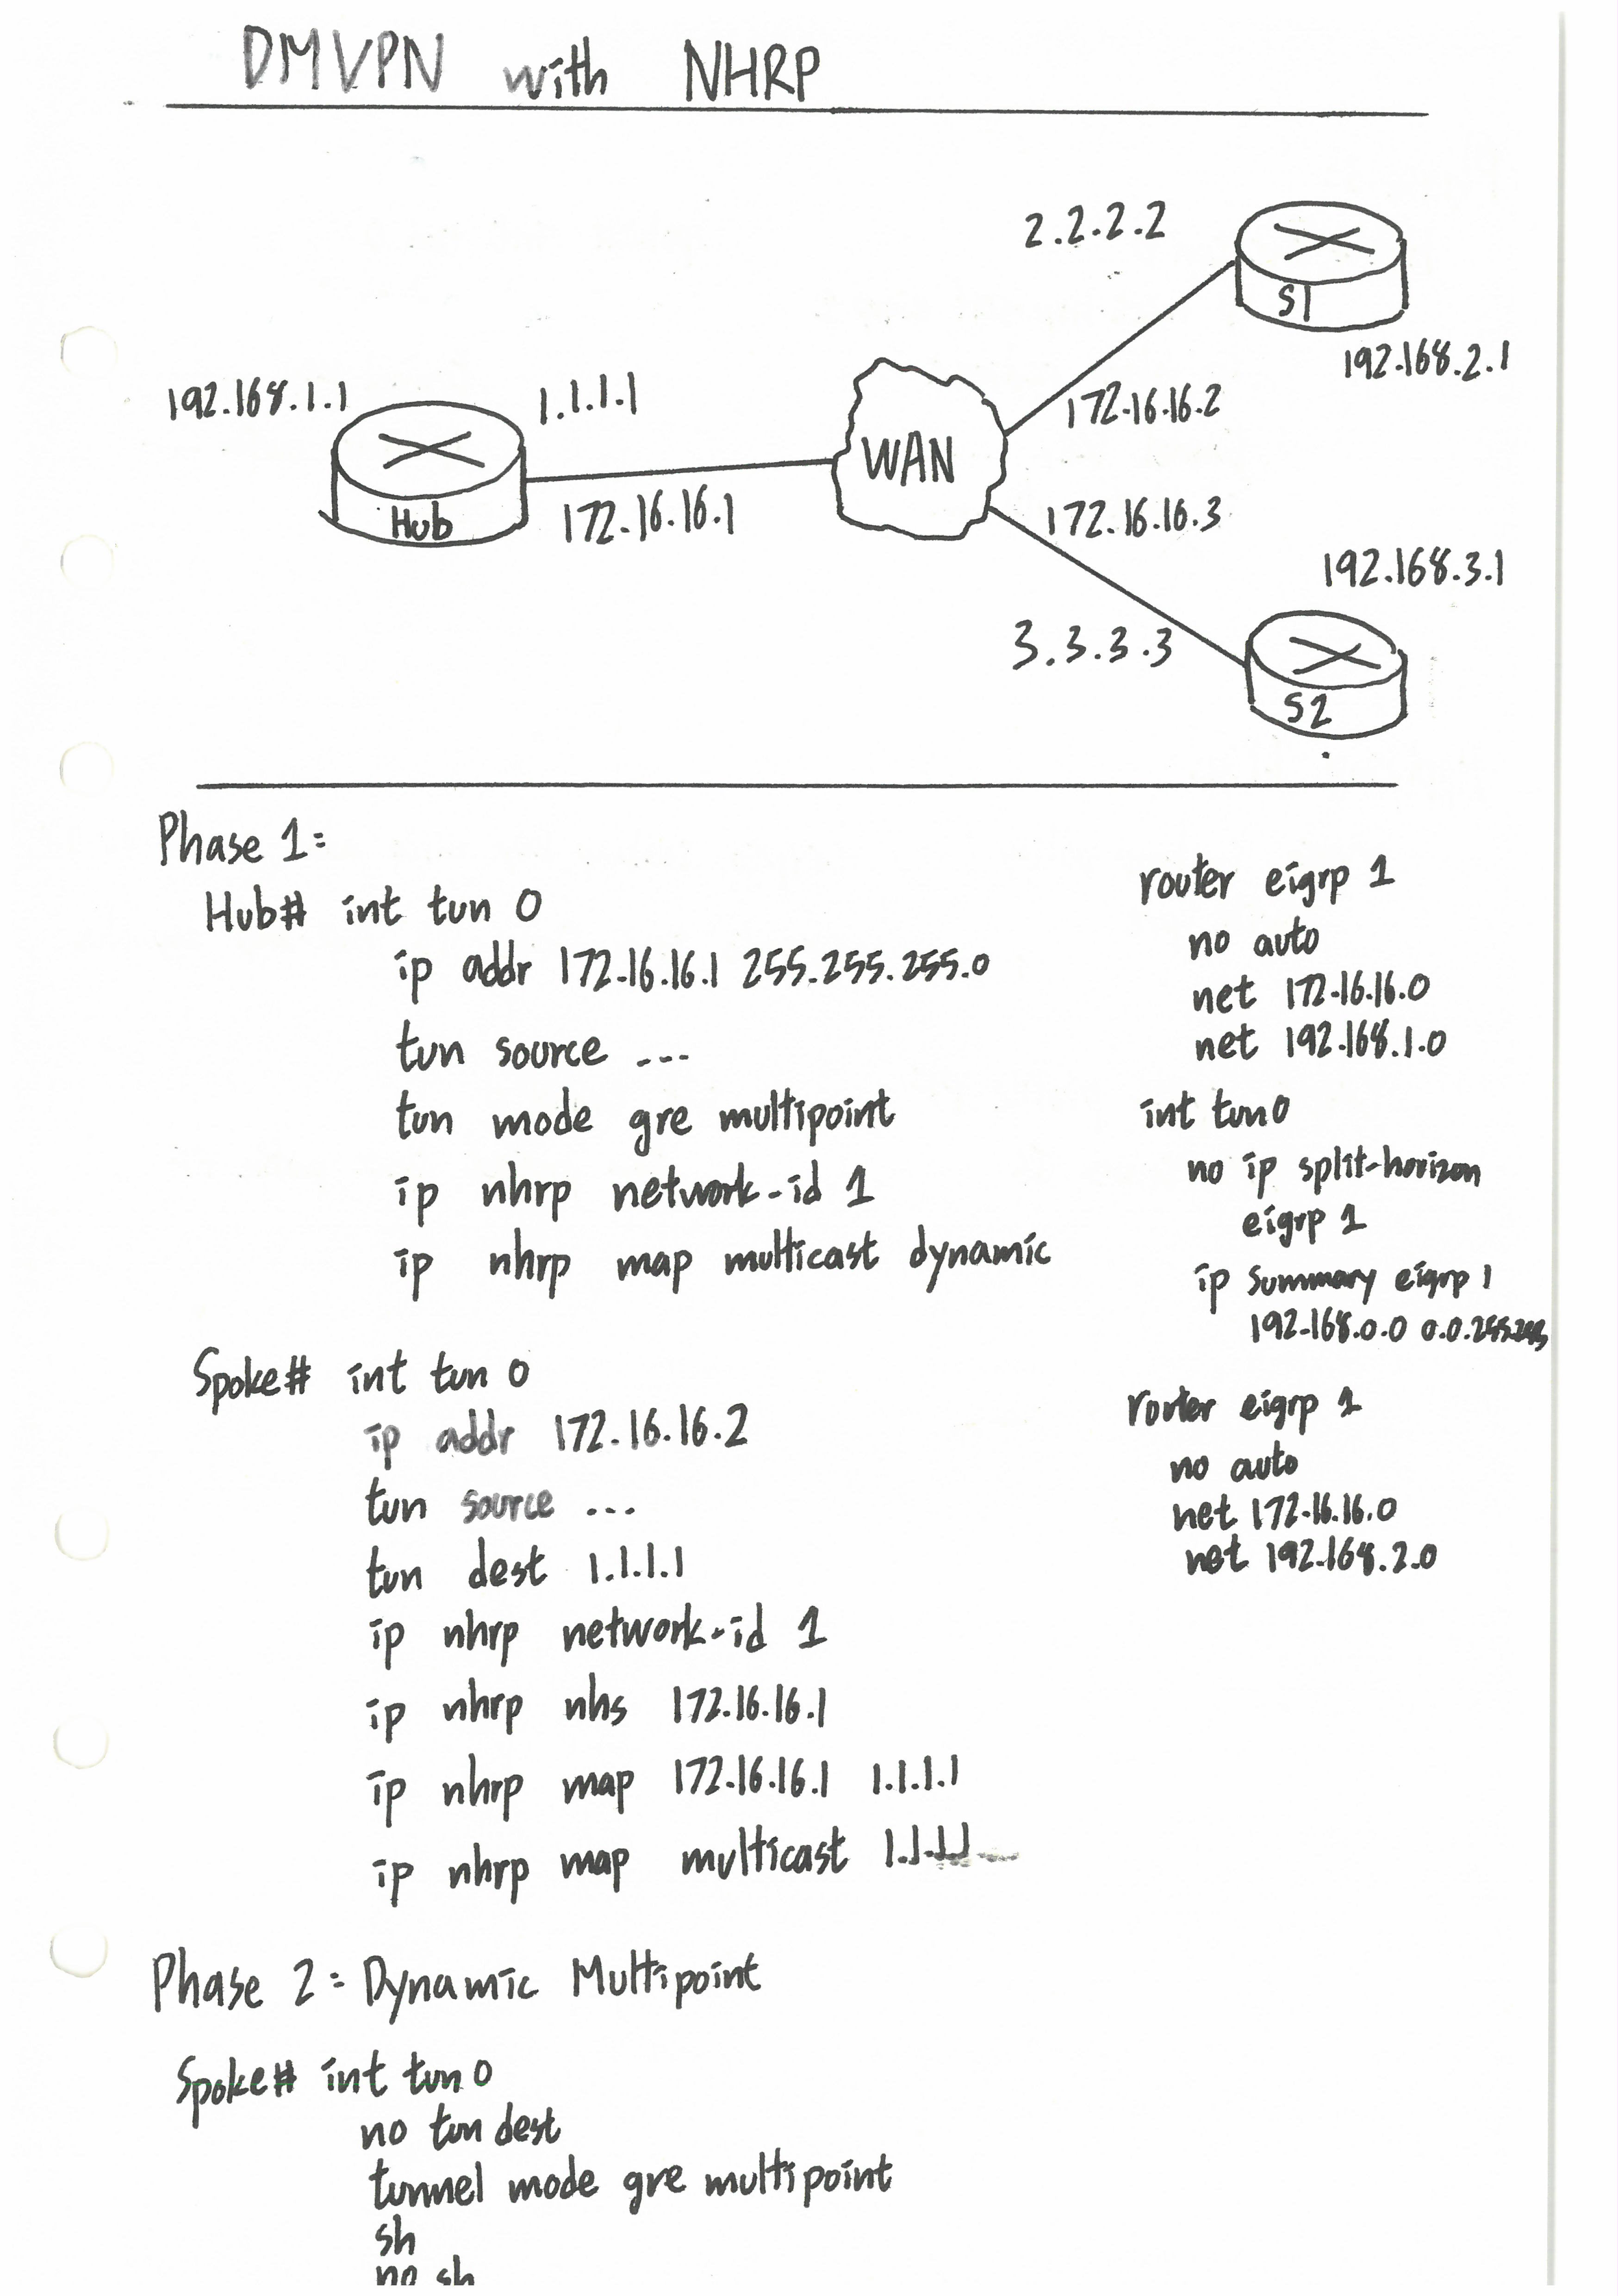 DMVPN with NHRP
2.2.2.2
S1
192.168.2.1
192.168.1.1
1.1.1.1
172.16.16.2
WAN
Hub
172.16.16.1
172.16.16.3
192.168.3.1
3.3.3.3
S2
Phase 1:
Hub# int tun 0
ip addr 172.16.16.1 255.255.255.0
tun source ...
tun mode gre multipoint
ip nhrp network-id 1
ip nhrp map multicast dynamic
router eigrp 1
no auto
net 172.16.16.0
net 192.168.1.0
int tun 0
no ip split-horizon
eigrp 1
ip summary eigrp 1
192.168.0.0 0.0.255.255
Spoke# int tun 0
ip addr 172.16.16.2
tun source ...
tun dest 1.1.1.1
ip nhrp network-id 1
ip nhrp nhs 172.16.16.1
ip nhrp map 172.16.16.1 1.1.1.1
ip nhrp map multicast 1.1.1.1
router eigrp 1
no auto
net 172.16.16.0
net 192.168.2.0
Phase 2: Dynamic Multipoint
Spoke# int tun 0
no tun dest
tunnel mode gre multipoint
sh
no sh